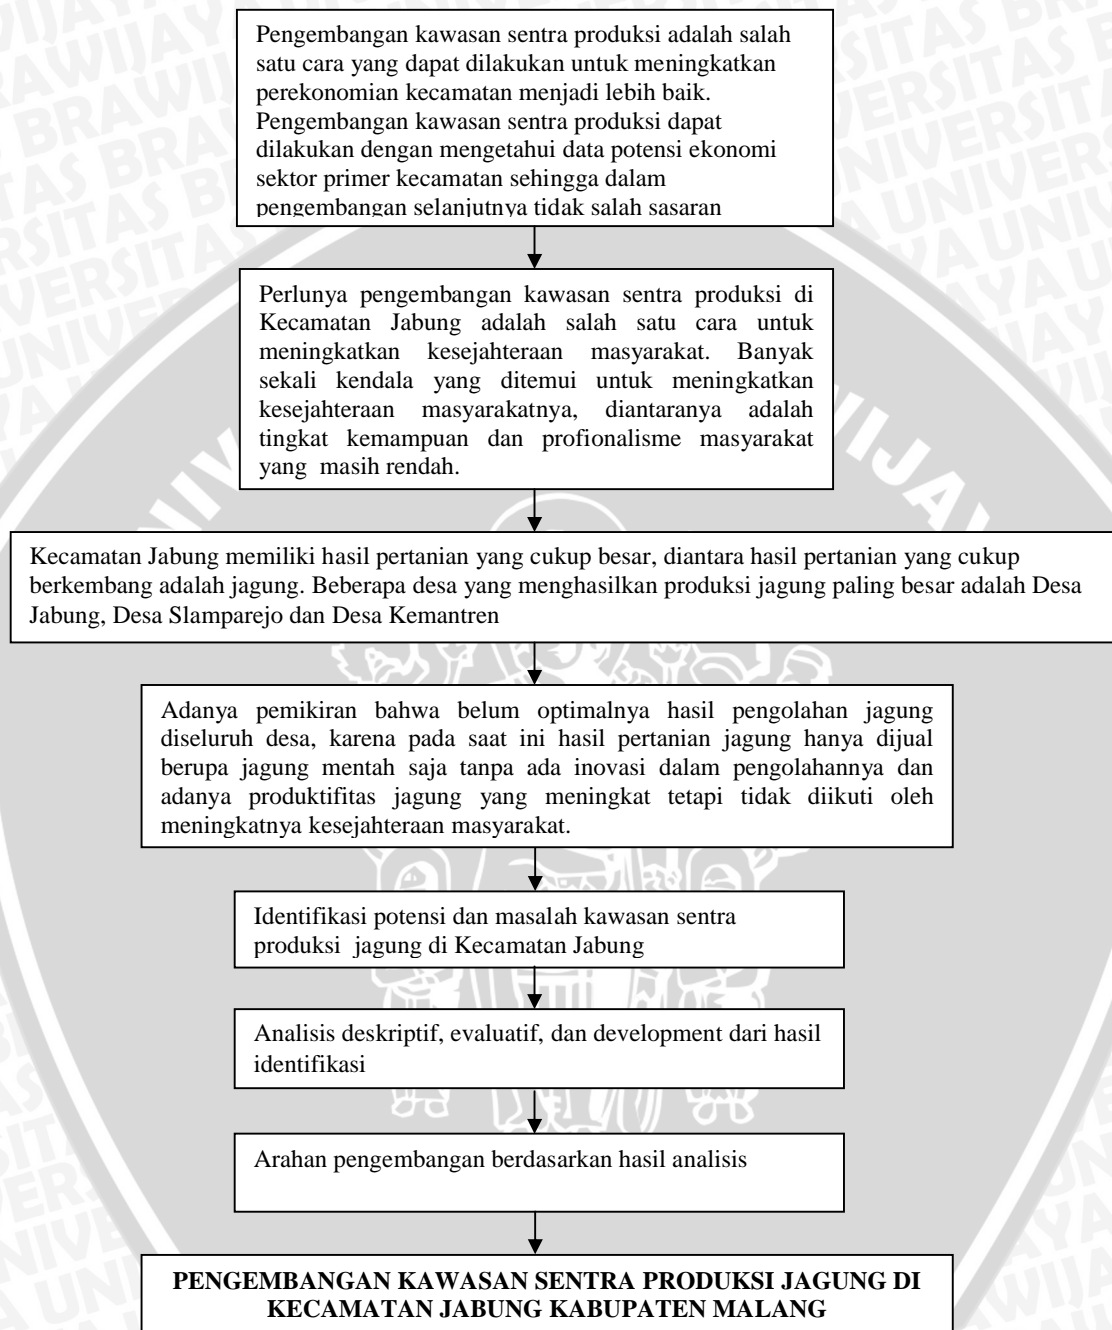 Pengembangan kawasan sentra produksi adalah salah
satu cara yang dapat dilakukan untuk meningkatkan
perekonomian kecamatan menjadi lebih baik.
Pengembangan kawasan sentra produksi dapat
dilakukan dengan mengetahui data potensi ekonomi
sektor primer kecamatan sehingga dalam
pengembangan selanjutnya tidak salah sasaran
Perlunya pengembangan kawasan sentra produksi di
Kecamatan Jabung adalah salah satu cara untuk
meningkatkan kesejahteraan masyarakat. Banyak
sekali kendala yang ditemui untuk meningkatkan
kesejahteraan masyarakatnya, diantaranya adalah
tingkat kemampuan dan profionalisme masyarakat
yang masih rendah.
Kecamatan Jabung memiliki hasil pertanian yang cukup besar, diantara hasil pertanian yang cukup
berkembang adalah jagung. Beberapa desa yang menghasilkan produksi jagung paling besar adalah Desa
Jabung, Desa Slamparejo dan Desa Kemantren
Adanya pemikiran bahwa belum optimalnya hasil pengolahan jagung
diseluruh desa, karena pada saat ini hasil pertanian jagung hanya dijual
berupa jagung mentah saja tanpa ada inovasi dalam pengolahannya dan
adanya produktifitas jagung yang meningkat tetapi tidak diikuti oleh
meningkatnya kesejahteraan masyarakat.
Identifikasi potensi dan masalah kawasan sentra
produksi jagung di Kecamatan Jabung
Analisis deskriptif, evaluatif, dan development dari hasil
identifikasi
Arahan pengembangan berdasarkan hasil analisis
PENGEMBANGAN KAWASAN SENTRA PRODUKSI JAGUNG DI
KECAMATAN JABUNG KABUPATEN MALANG